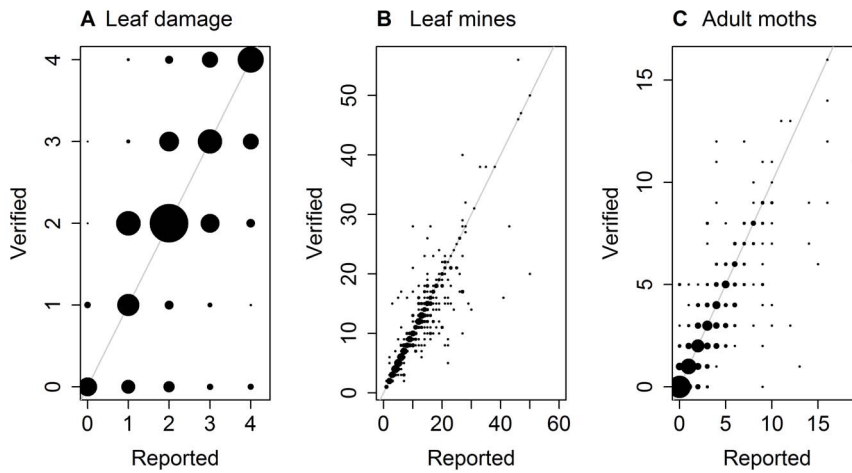 A Leaf damage
B Leaf mines
C Adult moths
Verified
4
3
2
1
0
0 1 2 3 4
Reported
Verified
50
40
30
20
10
0
0 20 40 60
Reported
Verified
15
10
5
0
0 5 10 15
Reported